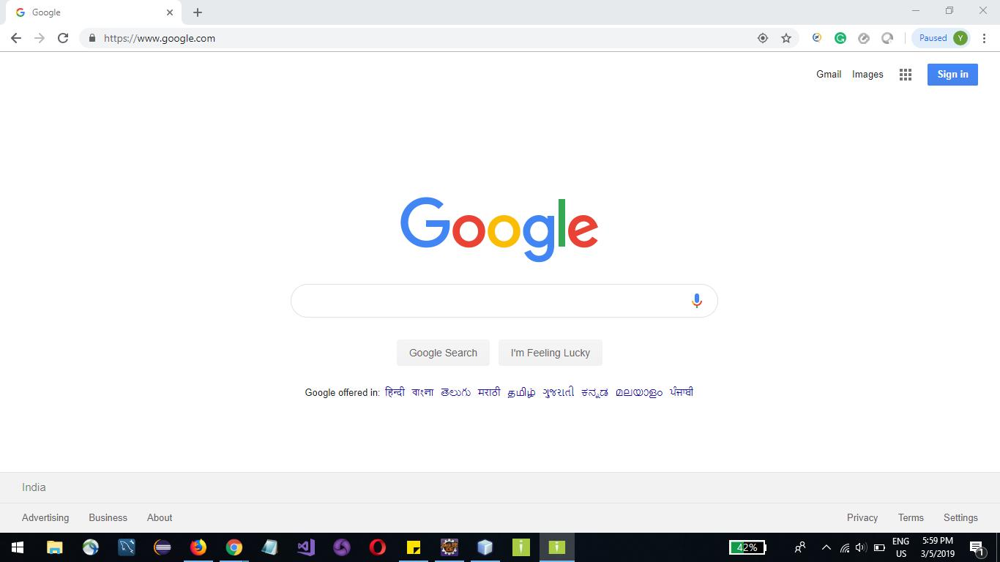 Google
https://www.google.com
Paused Y
Gmail Images Sign in
Google
Google Search I'm Feeling Lucky
Google offered in: हिन्दी বাংলা తెలుగు मराठी தமிழ் ગુજરાતી ಕನ್ನಡ മലയാളം ਪੰਜਾਬੀ
India
Advertising Business About Privacy Terms Settings
42% ENG 5:59 PM
US 3/5/2019 1